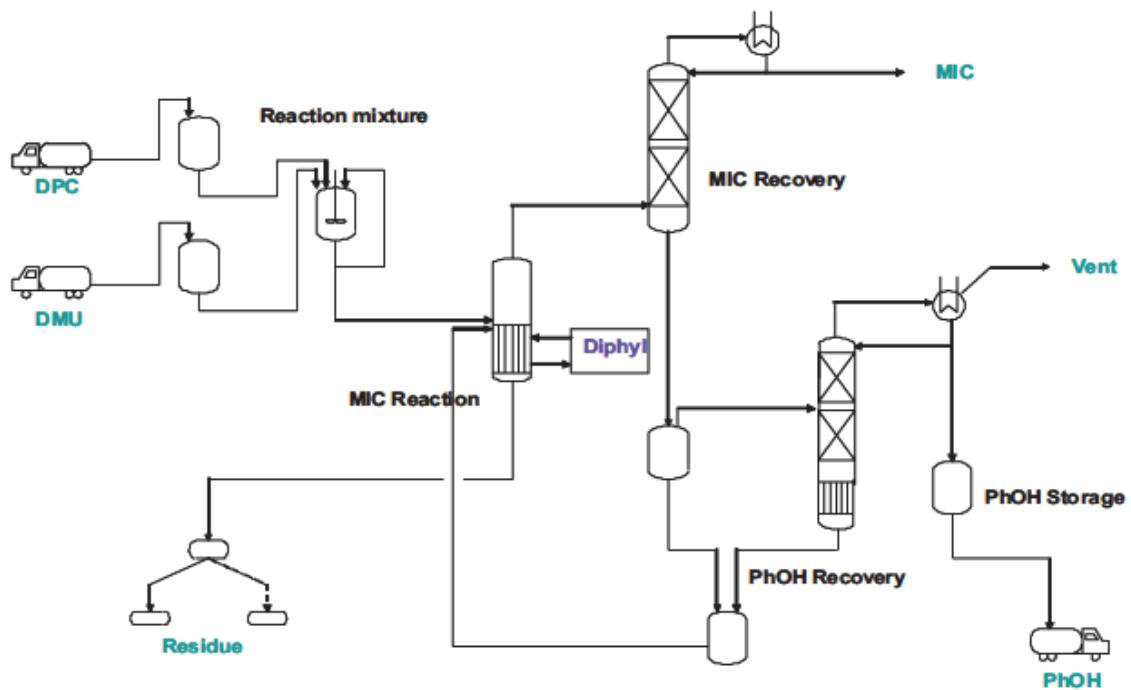 MIC
Reaction mixture
DPC
MIC Recovery
DMU
Vent
Diphyl
MIC Reaction
PhOH Storage
PhOH Recovery
Residue
PhOH